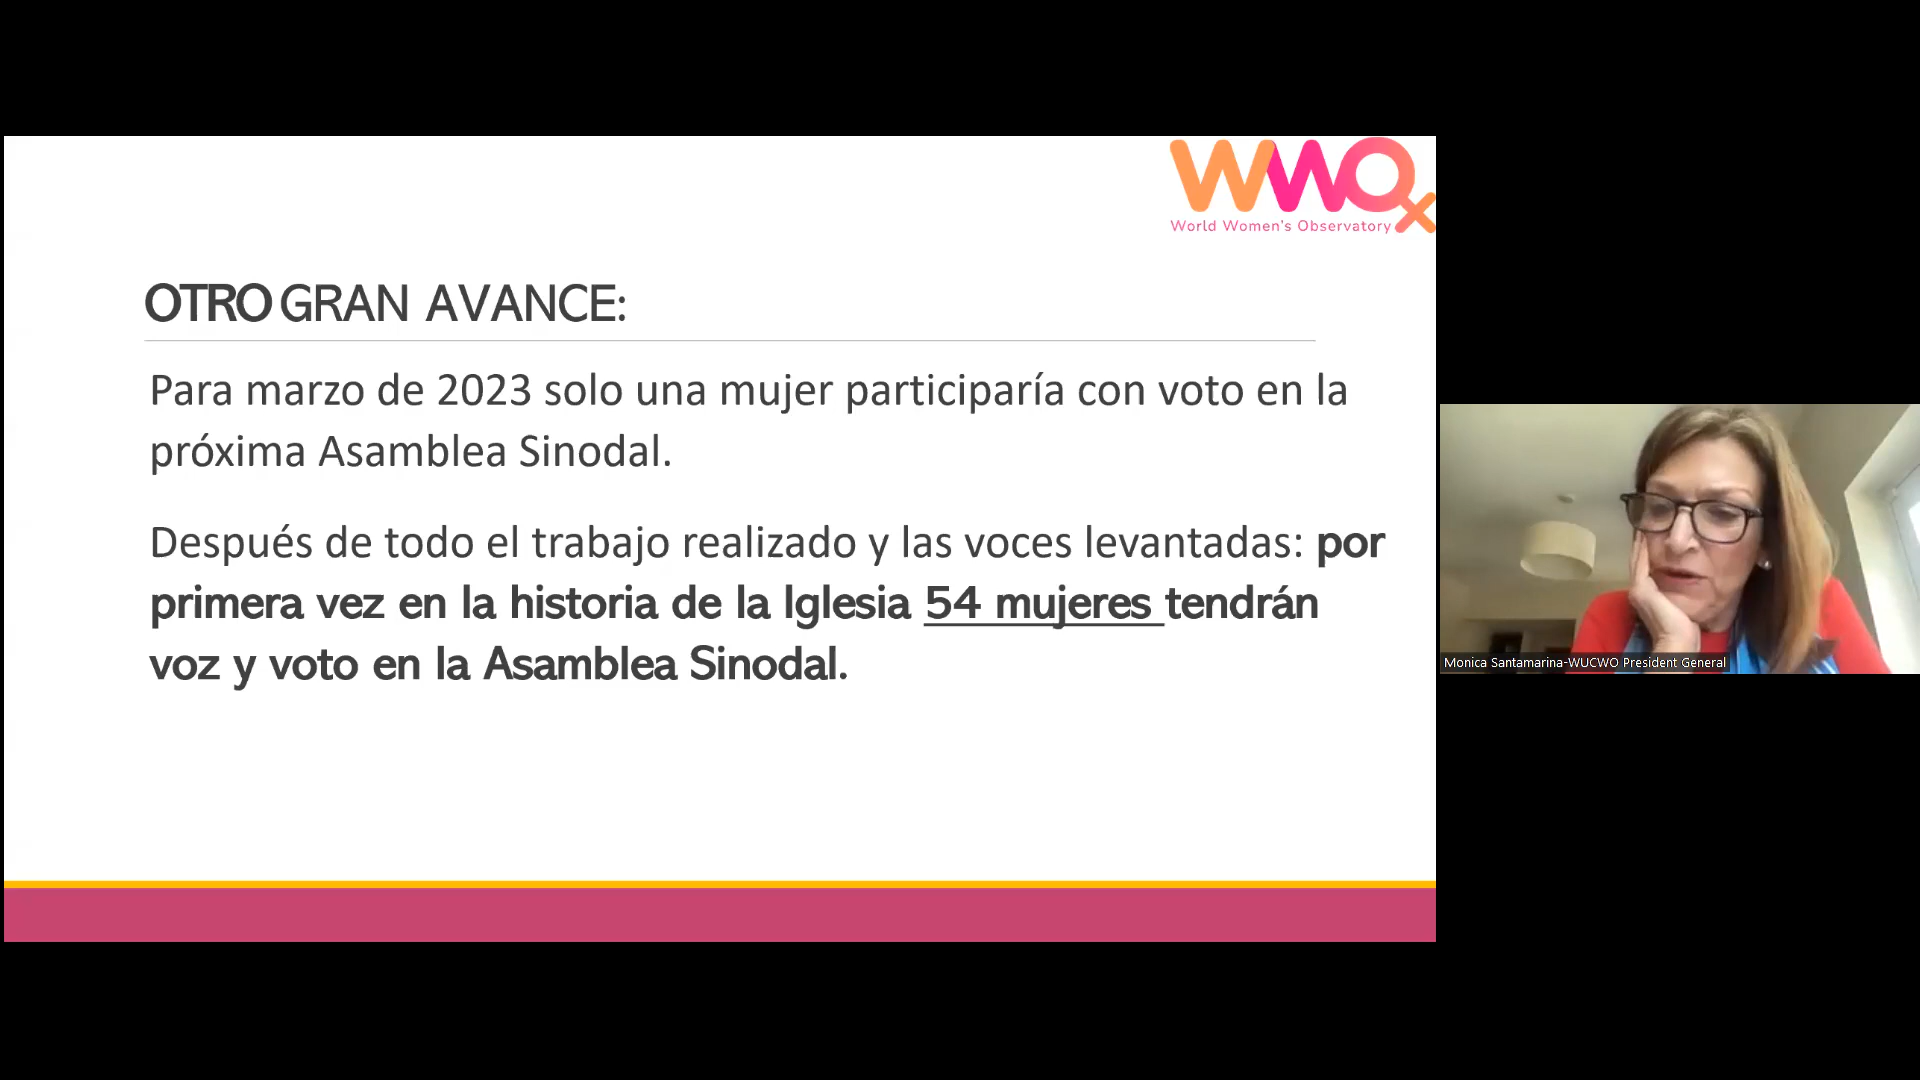 WWO
World Women's Observatory
OTRO GRAN AVANCE:
Para marzo de 2023 solo una mujer participaría con voto en la
próxima Asamblea Sinodal.
Después de todo el trabajo realizado y las voces levantadas: por
primera vez en la historia de la Iglesia 54 mujeres tendrán
voz y voto en la Asamblea Sinodal.
Monica Santamarina-WUCWO President General